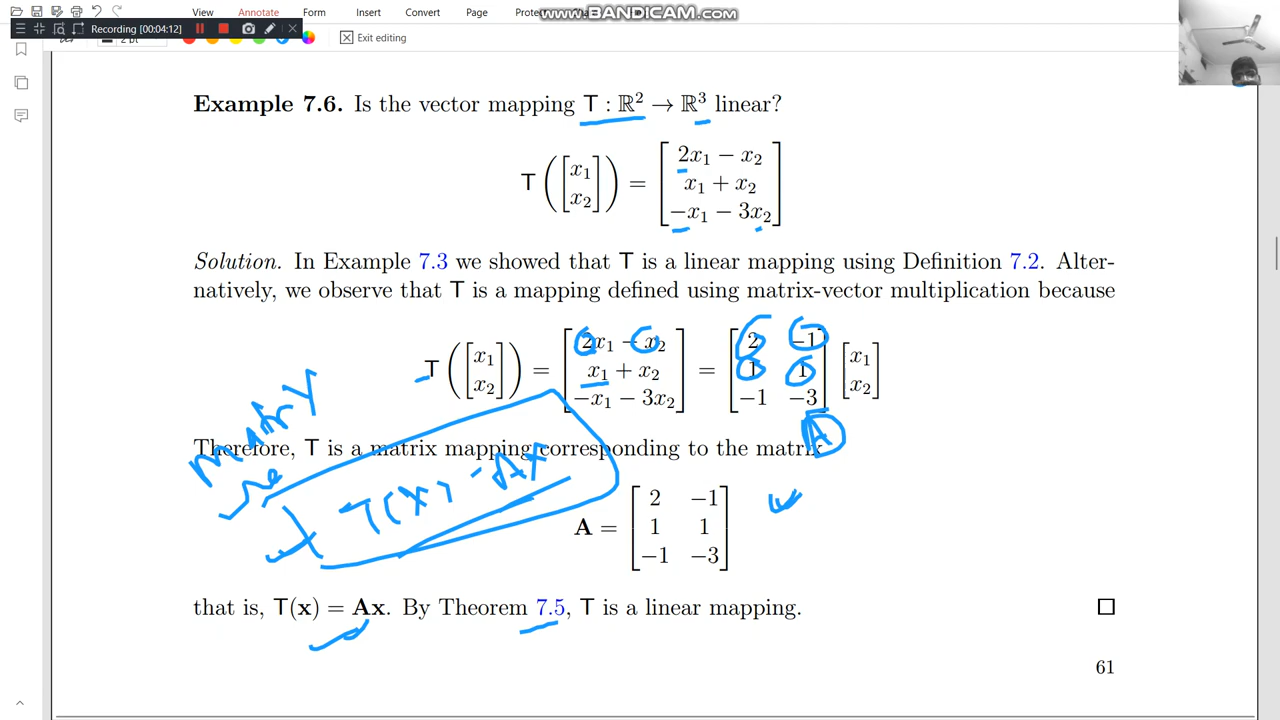 www.BANDICAM.com
View Annotate Form Insert Convert Page
Recording [00:04:12]
Exit editing
Example 7.6. Is the vector mapping T : ℝ² → ℝ³ linear?
T([x₁ x₂]) = [2x₁ − x₂
x₁ + x₂
−x₁ − 3x₂]
Solution. In Example 7.3 we showed that T is a linear mapping using Definition 7.2. Alter-
natively, we observe that T is a mapping defined using matrix-vector multiplication because
T([x₁ x₂]) = [2x₁ − x₂ = [2 −1 [x₁
x₁ + x₂ 1 1
−x₁ − 3x₂] −1 −3] x₂]
A
Therefore, T is a matrix mapping corresponding to the matrix
T(X) = AX
A = [2 −1
1 1
−1 −3]
that is, T(x) = Ax. By Theorem 7.5, T is a linear mapping. □
61